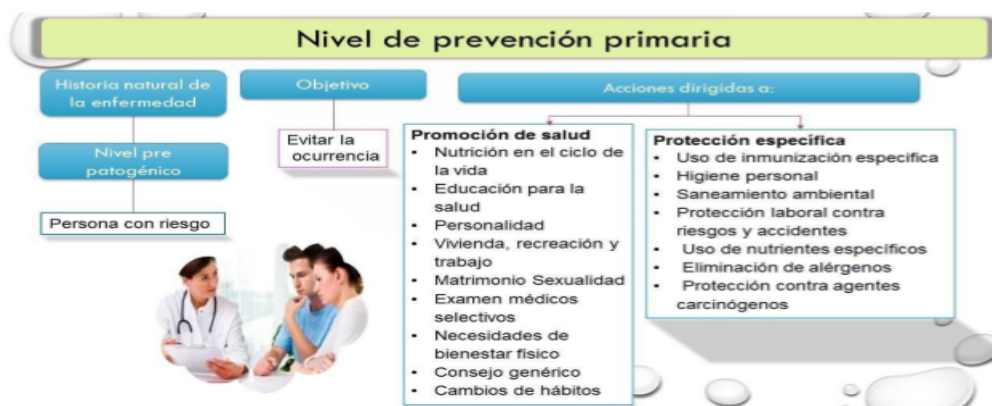 Nivel de prevención primaria
Historia natural de
la enfermedad
Nivel pre
patogénico
Persona con riesgo
Objetivo
Evitar la
ocurrencia
Acciones dirigidas a:
Promoción de salud
• Nutrición en el ciclo de
la vida
• Educación para la
salud
• Personalidad
• Vivienda, recreación y
trabajo
• Matrimonio Sexualidad
• Examen médicos
selectivos
• Necesidades de
bienestar físico
• Consejo genérico
• Cambios de hábitos
Protección específica
• Uso de inmunización especifica
• Higiene personal
• Saneamiento ambiental
• Protección laboral contra
riesgos y accidentes
• Uso de nutrientes específicos
• Eliminación de alérgenos
• Protección contra agentes
carcinógenos